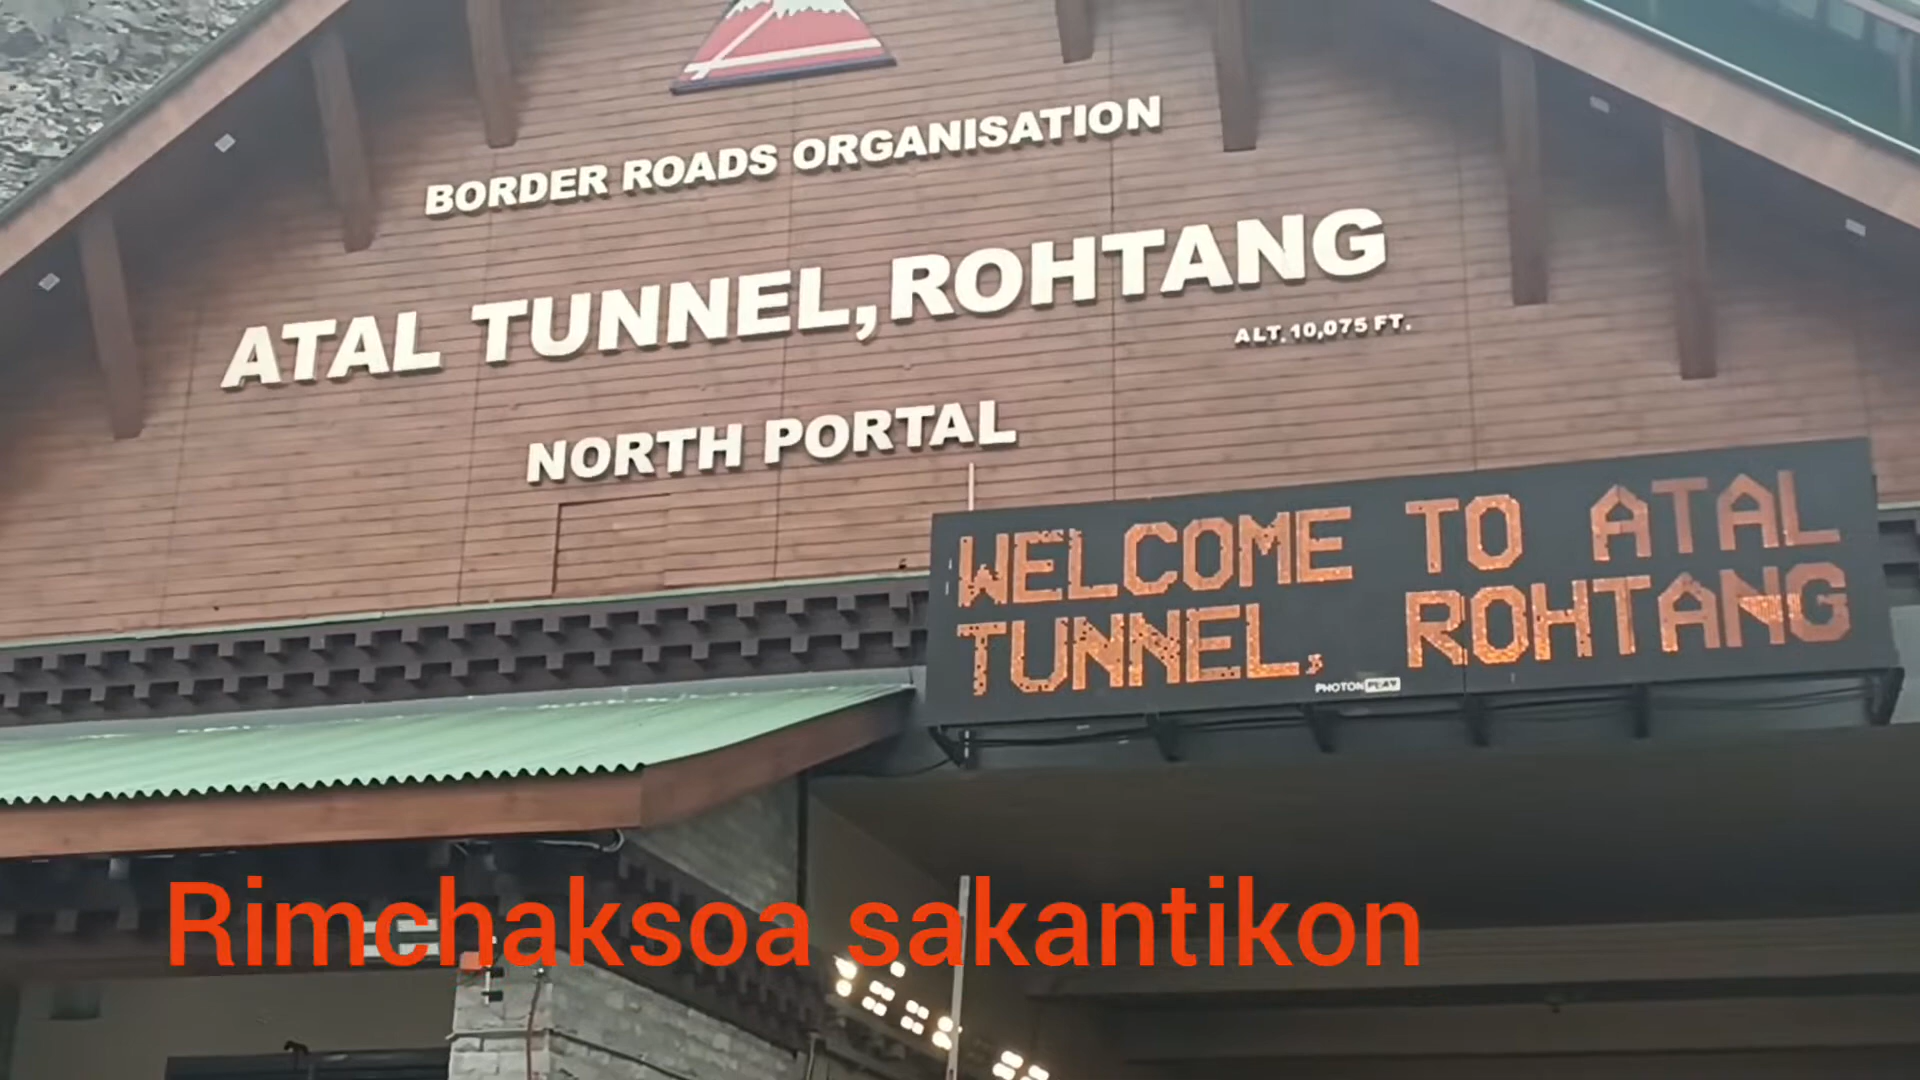 BORDER ROADS ORGANISATION
ATAL TUNNEL, ROHTANG
ALT. 10,075 FT.
NORTH PORTAL
WELCOME TO ATAL
TUNNEL, ROHTANG
PHOTON PLAY
Rimchaksoa sakantikon